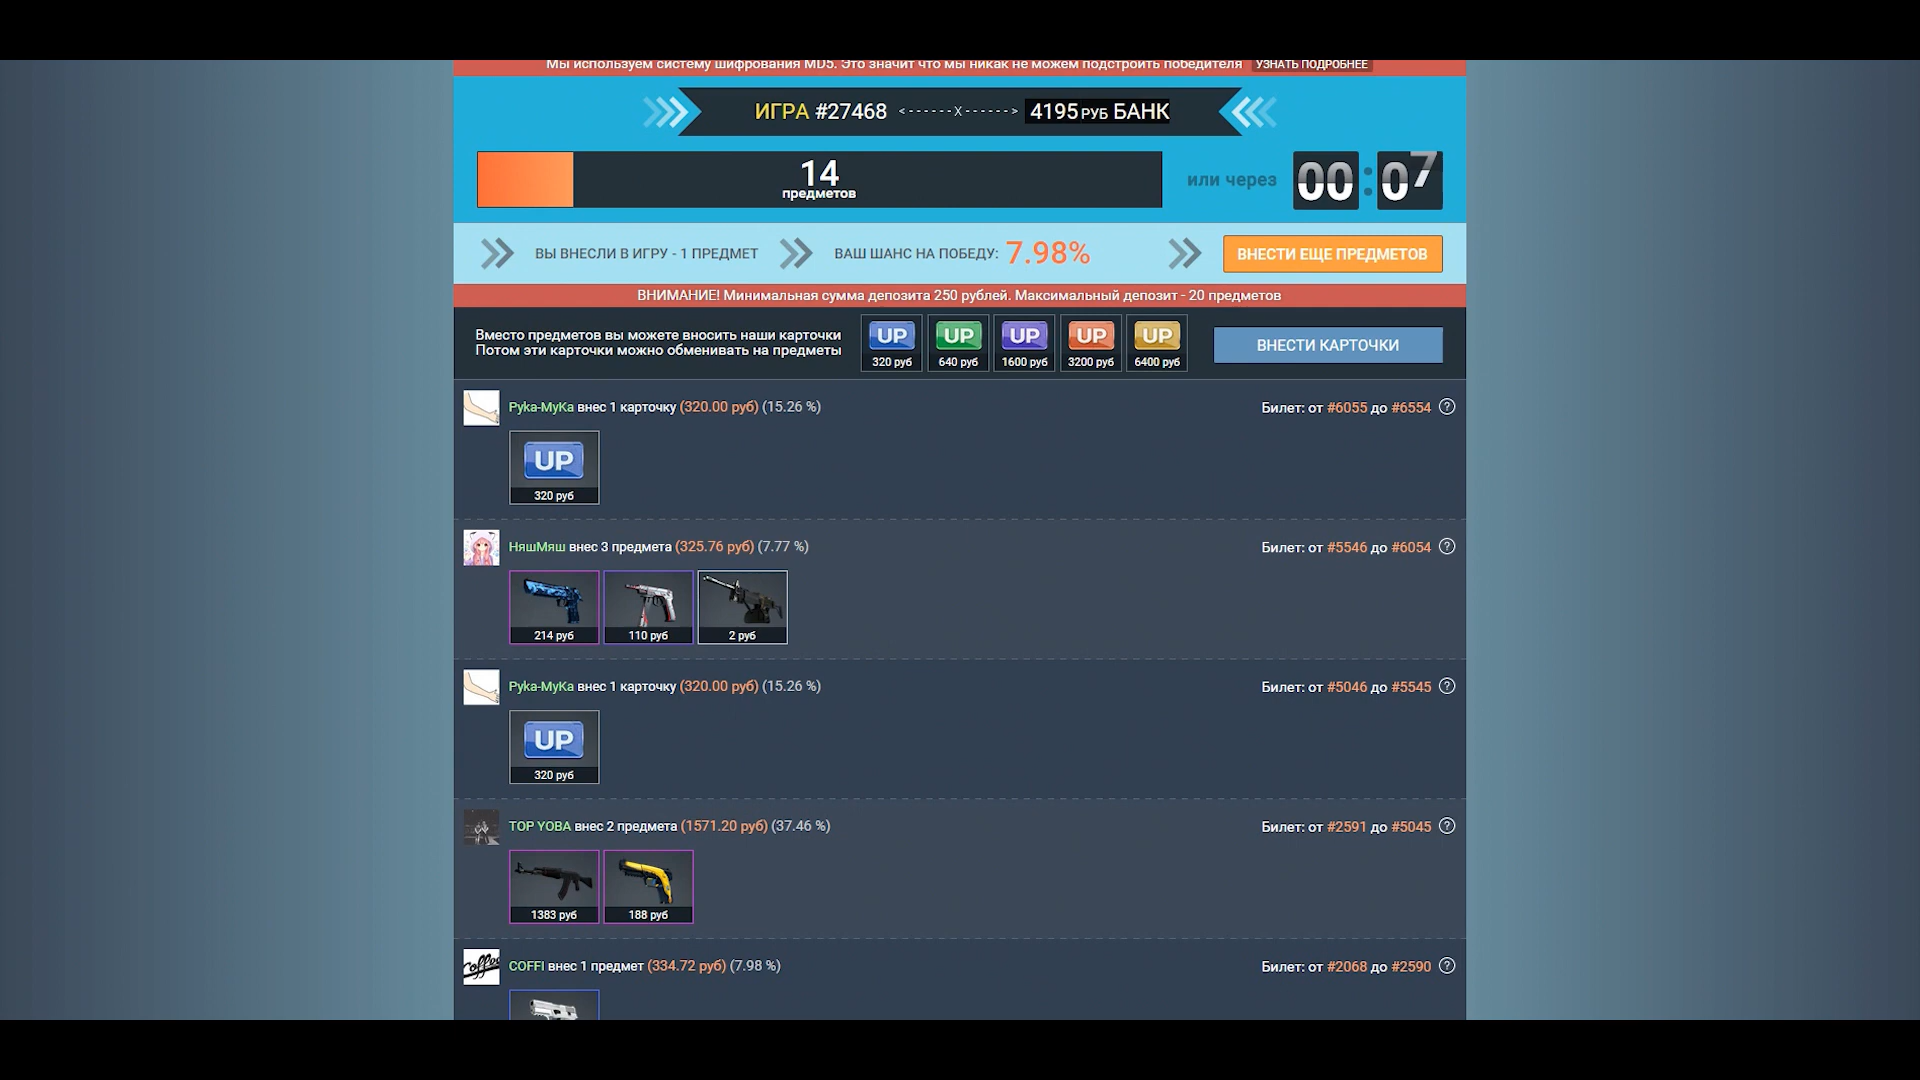 Мы используем систему шифрования MD5. Это значит что мы никак не можем подстроить победителя УЗНАТЬ ПОДРОБНЕЕ
ИГРА #27468 <------X------> 4195 РУБ БАНК
14
предметов
или через 00:07
ВЫ ВНЕСЛИ В ИГРУ - 1 ПРЕДМЕТ ВАШ ШАНС НА ПОБЕДУ: 7.98% ВНЕСТИ ЕЩЕ ПРЕДМЕТОВ
ВНИМАНИЕ! Минимальная сумма депозита 250 рублей. Максимальный депозит - 20 предметов
Вместо предметов вы можете вносить наши карточки
Потом эти карточки можно обменивать на предметы
UP UP UP UP UP
320 руб 640 руб 1600 руб 3200 руб 6400 руб
ВНЕСТИ КАРТОЧКИ
Pyka-MyKa внес 1 карточку (320.00 руб) (15.26 %) Билет: от #6055 до #6554 ?
UP
320 руб
НяшМяш внес 3 предмета (325.76 руб) (7.77 %) Билет: от #5546 до #6054 ?
214 руб 110 руб 2 руб
Pyka-MyKa внес 1 карточку (320.00 руб) (15.26 %) Билет: от #5046 до #5545 ?
UP
320 руб
TOP YOBA внес 2 предмета (1571.20 руб) (37.46 %) Билет: от #2591 до #5045 ?
1383 руб 188 руб
Coffee
COFFI внес 1 предмет (334.72 руб) (7.98 %) Билет: от #2068 до #2590 ?